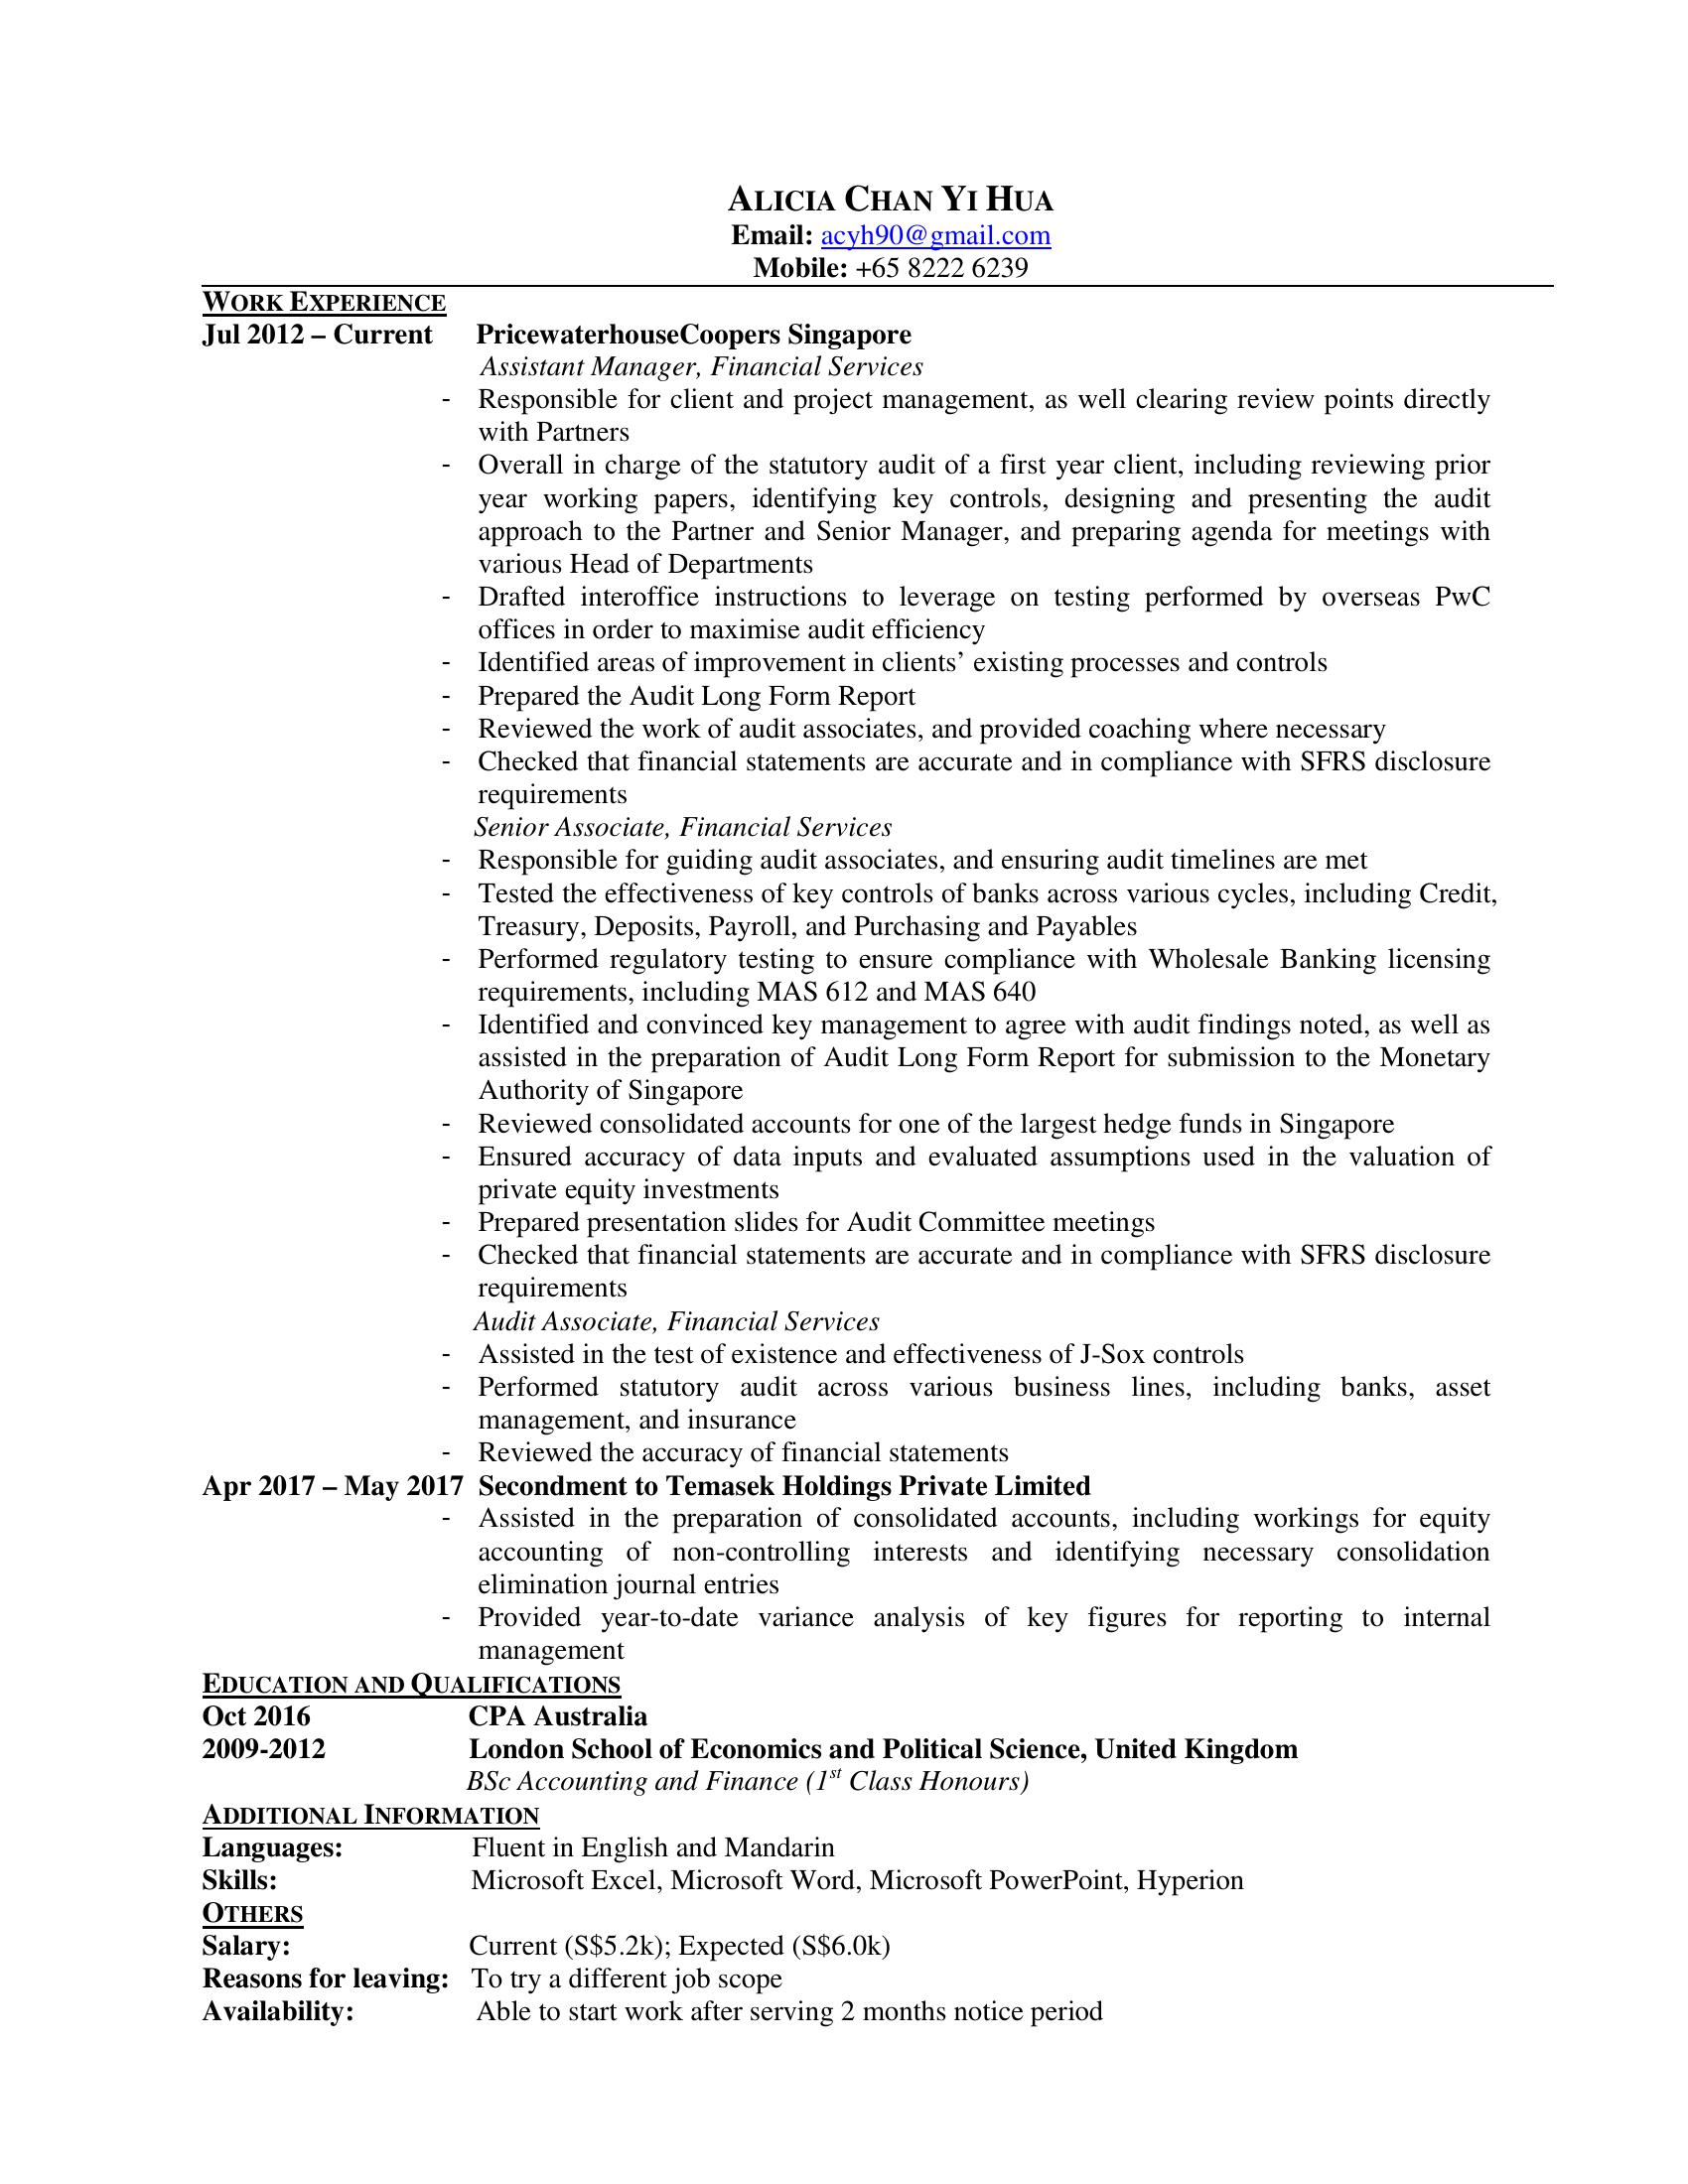 ALICIA CHAN YI HUA
Email: acyh90@gmail.com
Mobile: +65 8222 6239
WORK EXPERIENCE
Jul 2012 – Current PricewaterhouseCoopers Singapore
Assistant Manager, Financial Services
- Responsible for client and project management, as well clearing review points directly
with Partners
- Overall in charge of the statutory audit of a first year client, including reviewing prior
year working papers, identifying key controls, designing and presenting the audit
approach to the Partner and Senior Manager, and preparing agenda for meetings with
various Head of Departments
- Drafted interoffice instructions to leverage on testing performed by overseas PwC
offices in order to maximise audit efficiency
- Identified areas of improvement in clients’ existing processes and controls
- Prepared the Audit Long Form Report
- Reviewed the work of audit associates, and provided coaching where necessary
- Checked that financial statements are accurate and in compliance with SFRS disclosure
requirements
Senior Associate, Financial Services
- Responsible for guiding audit associates, and ensuring audit timelines are met
- Tested the effectiveness of key controls of banks across various cycles, including Credit,
Treasury, Deposits, Payroll, and Purchasing and Payables
- Performed regulatory testing to ensure compliance with Wholesale Banking licensing
requirements, including MAS 612 and MAS 640
- Identified and convinced key management to agree with audit findings noted, as well as
assisted in the preparation of Audit Long Form Report for submission to the Monetary
Authority of Singapore
- Reviewed consolidated accounts for one of the largest hedge funds in Singapore
- Ensured accuracy of data inputs and evaluated assumptions used in the valuation of
private equity investments
- Prepared presentation slides for Audit Committee meetings
- Checked that financial statements are accurate and in compliance with SFRS disclosure
requirements
Audit Associate, Financial Services
- Assisted in the test of existence and effectiveness of J-Sox controls
- Performed statutory audit across various business lines, including banks, asset
management, and insurance
- Reviewed the accuracy of financial statements
Apr 2017 – May 2017 Secondment to Temasek Holdings Private Limited
- Assisted in the preparation of consolidated accounts, including workings for equity
accounting of non-controlling interests and identifying necessary consolidation
elimination journal entries
- Provided year-to-date variance analysis of key figures for reporting to internal
management
EDUCATION AND QUALIFICATIONS
Oct 2016 CPA Australia
2009-2012 London School of Economics and Political Science, United Kingdom
BSc Accounting and Finance (1st Class Honours)
ADDITIONAL INFORMATION
Languages: Fluent in English and Mandarin
Skills: Microsoft Excel, Microsoft Word, Microsoft PowerPoint, Hyperion
OTHERS
Salary: Current (S$5.2k); Expected (S$6.0k)
Reasons for leaving: To try a different job scope
Availability: Able to start work after serving 2 months notice period